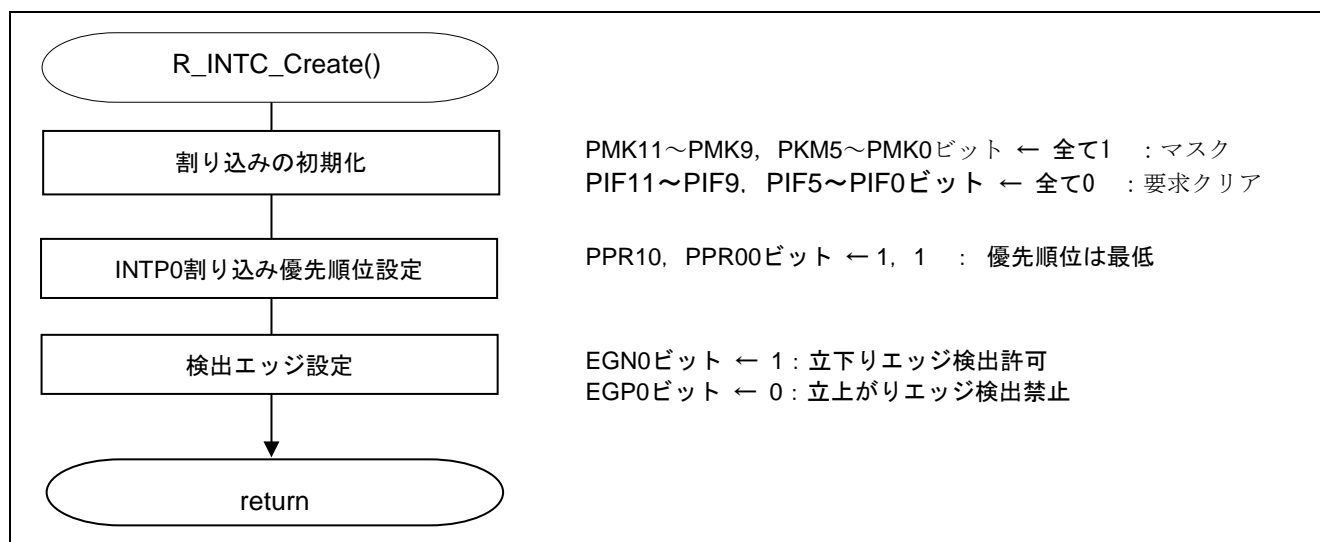 R_INTC_Create()
割り込みの初期化
PMK11～PMK9, PKM5～PMK0ビット ← 全て1 ：マスク
PIF11～PIF9, PIF5～PIF0ビット ← 全て0 ：要求クリア
INTP0割り込み優先順位設定
PPR10, PPR00ビット ← 1, 1 ： 優先順位は最低
検出エッジ設定
EGN0ビット ← 1：立下りエッジ検出許可
EGP0ビット ← 0：立上がりエッジ検出禁止
return